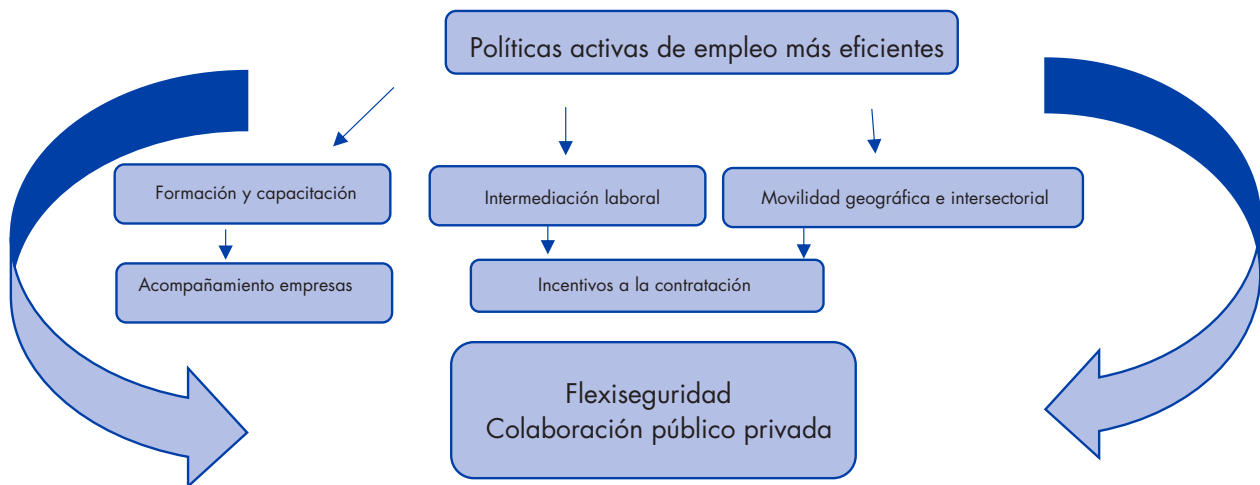 Políticas activas de empleo más eficientes
Formación y capacitación
Intermediación laboral
Movilidad geográfica e intersectorial
Acompañamiento empresas
Incentivos a la contratación
Flexiseguridad
Colaboración público privada